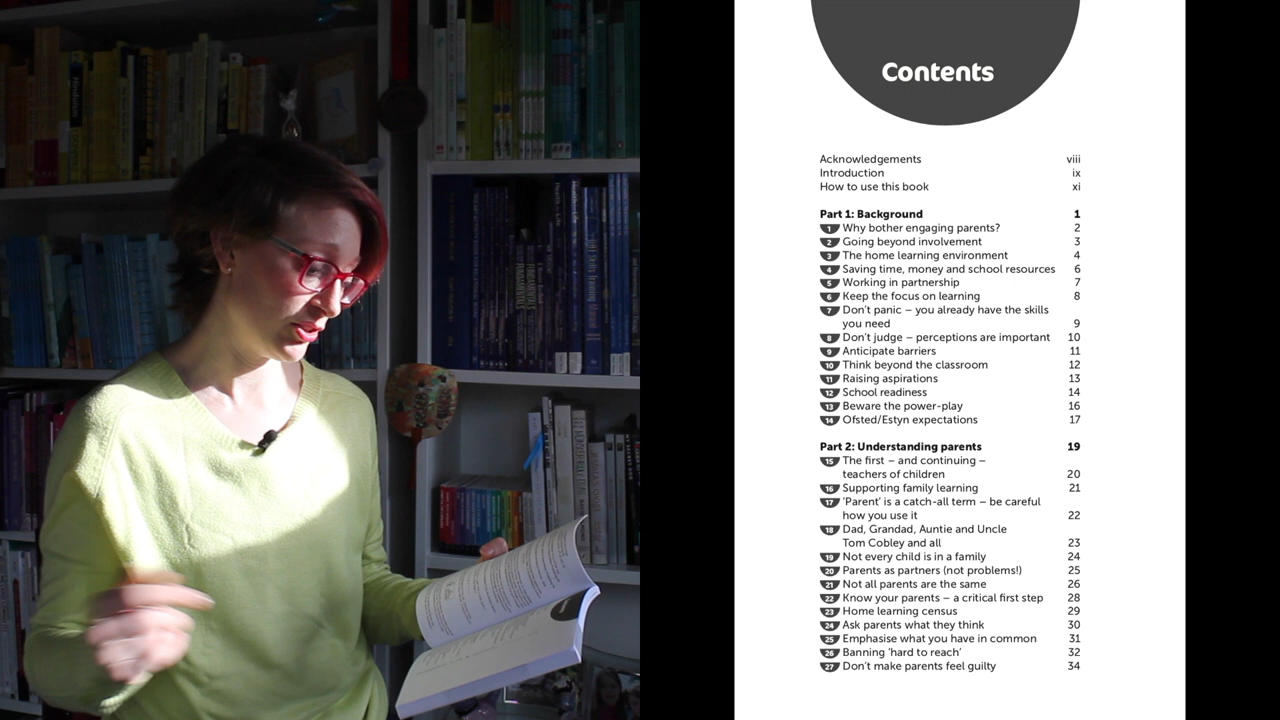 Contents
Acknowledgements viii
Introduction ix
How to use this book xi
Part 1: Background 1
1 Why bother engaging parents? 2
2 Going beyond involvement 3
3 The home learning environment 4
4 Saving time, money and school resources 6
5 Working in partnership 7
6 Keep the focus on learning 8
7 Don’t panic – you already have the skills
you need 9
8 Don’t judge – perceptions are important 10
9 Anticipate barriers 11
10 Think beyond the classroom 12
11 Raising aspirations 13
12 School readiness 14
13 Beware the power-play 16
14 Ofsted/Estyn expectations 17
Part 2: Understanding parents 19
15 The first – and continuing –
teachers of children 20
16 Supporting family learning 21
17 ‘Parent’ is a catch-all term – be careful
how you use it 22
18 Dad, Grandad, Auntie and Uncle
Tom Cobley and all 23
19 Not every child is in a family 24
20 Parents as partners (not problems!) 25
21 Not all parents are the same 26
22 Know your parents – a critical first step 28
23 Home learning census 29
24 Ask parents what they think 30
25 Emphasise what you have in common 31
26 Banning ‘hard to reach’ 32
27 Don’t make parents feel guilty 34